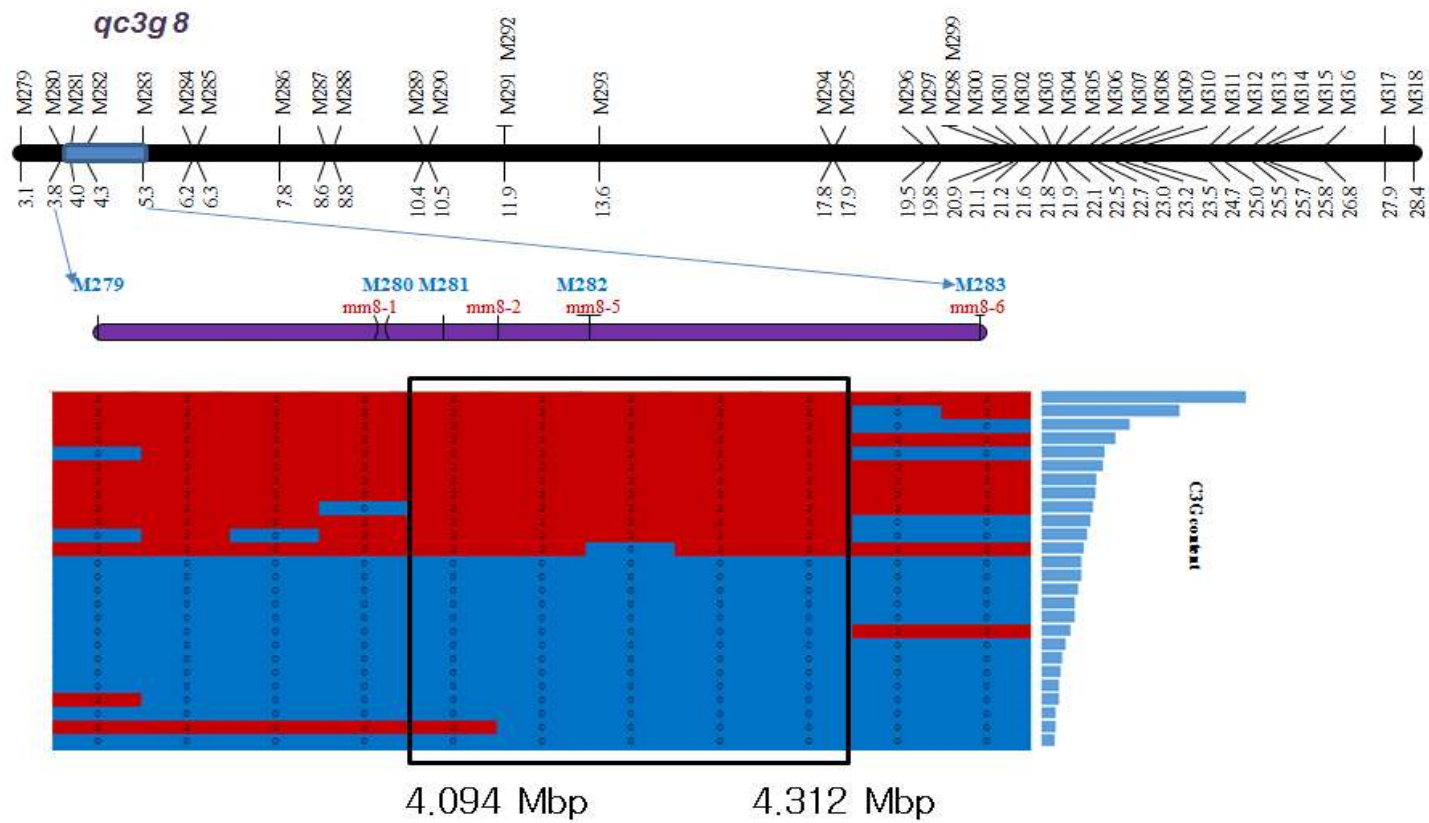 qc3g 8
M279 M280 M281 M282 M283 M284 M285 M286 M287 M288 M289 M290 M291 M292 M293 M294 M295 M296 M297 M298 M299 M300 M301 M302 M303 M304 M305 M306 M307 M308 M309 M310 M311 M312 M313 M314 M315 M316 M317 M318
3.1 3.8 4.0 4.3 5.3 6.2 6.3 7.8 8.6 8.8 10.4 10.5 11.9 13.6 17.8 17.9 19.5 19.8 20.9 21.1 21.2 21.6 21.8 21.9 22.1 22.5 22.7 23.0 23.2 23.5 24.7 25.0 25.5 25.7 25.8 26.8 27.9 28.4
M279 M280 M281 M282 M283
mm8-1 mm8-2 mm8-5 mm8-6
C3G content
4.094 Mbp 4.312 Mbp